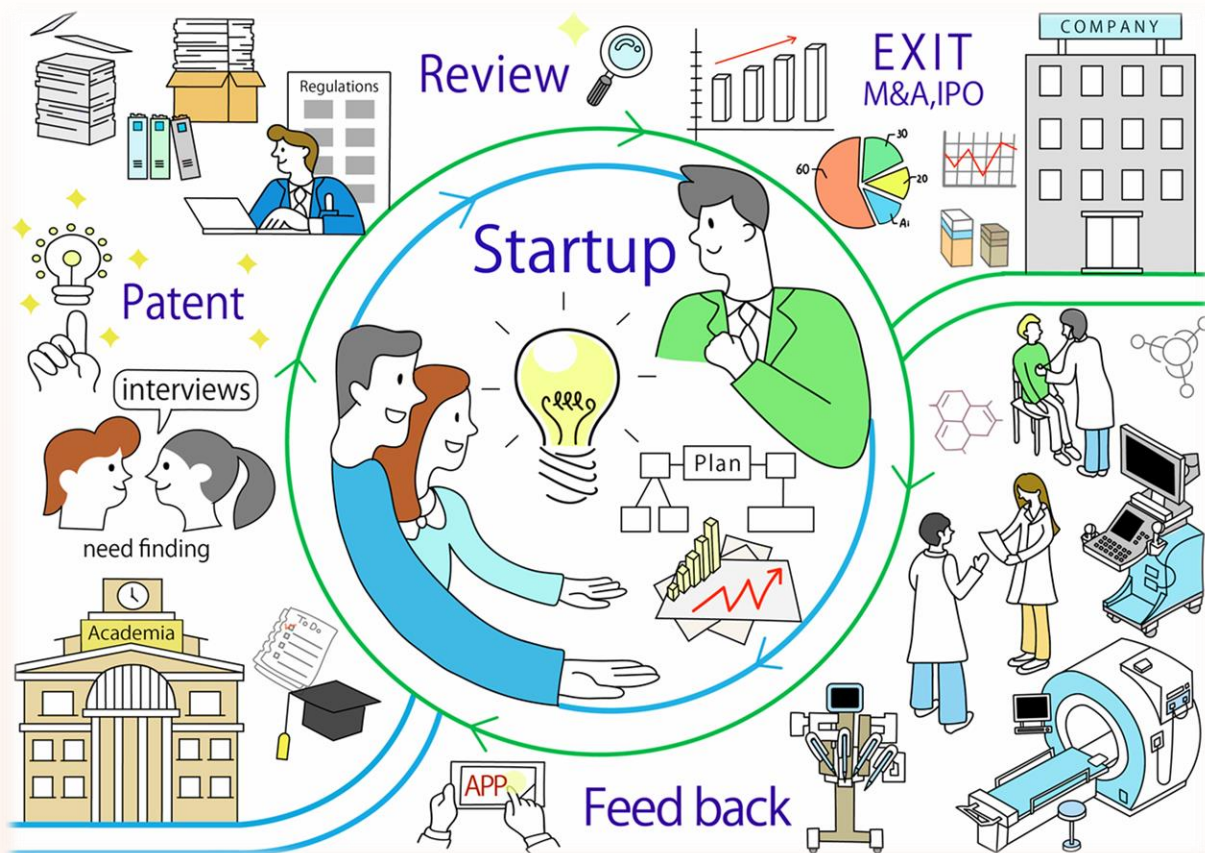 Review
EXIT
M&A,IPO
COMPANY
Regulations
30
60
20
A1
Startup
Patent
interviews
need finding
Plan
Academia
To Do
APP
Feed back